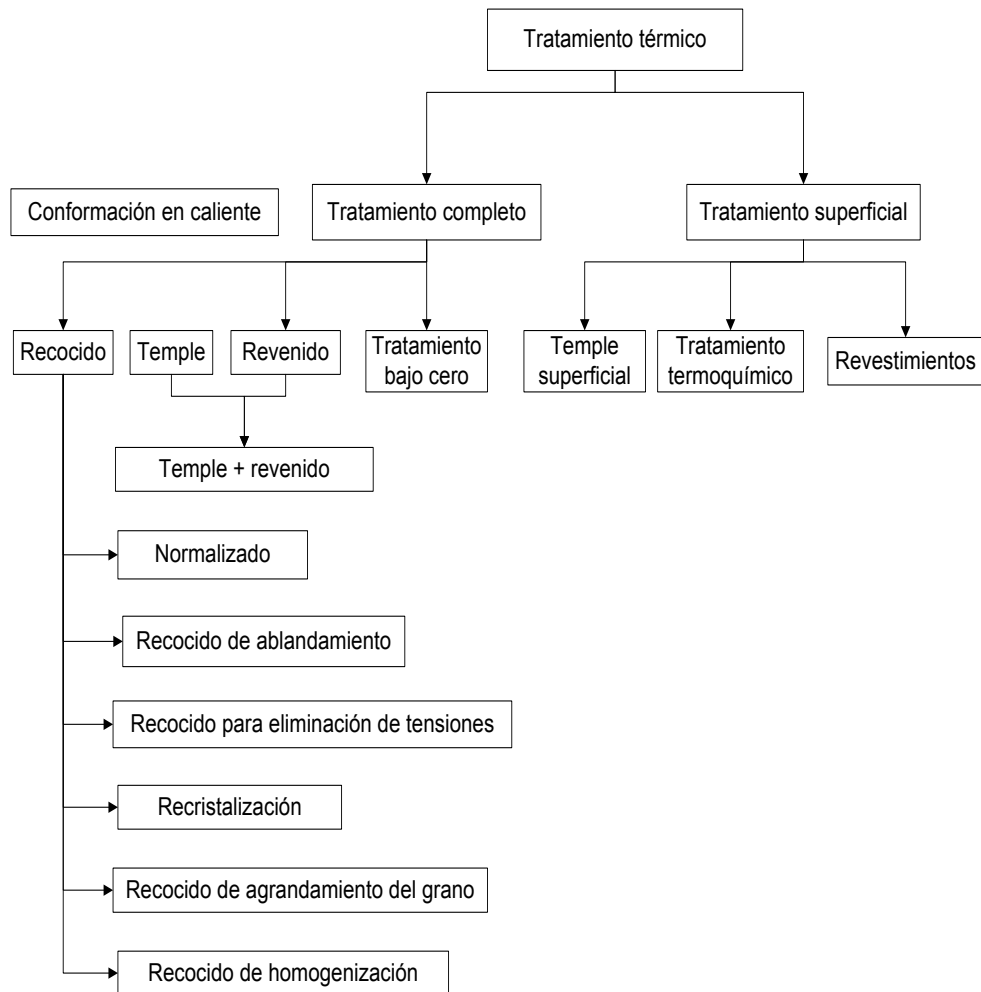 Tratamiento térmico
Conformación en caliente
Tratamiento completo
Tratamiento superficial
Recocido
Temple
Revenido
Tratamiento
bajo cero
Temple
superficial
Tratamiento
termoquímico
Revestimientos
Temple + revenido
Normalizado
Recocido de ablandamiento
Recocido para eliminación de tensiones
Recristalización
Recocido de agrandamiento del grano
Recocido de homogenización